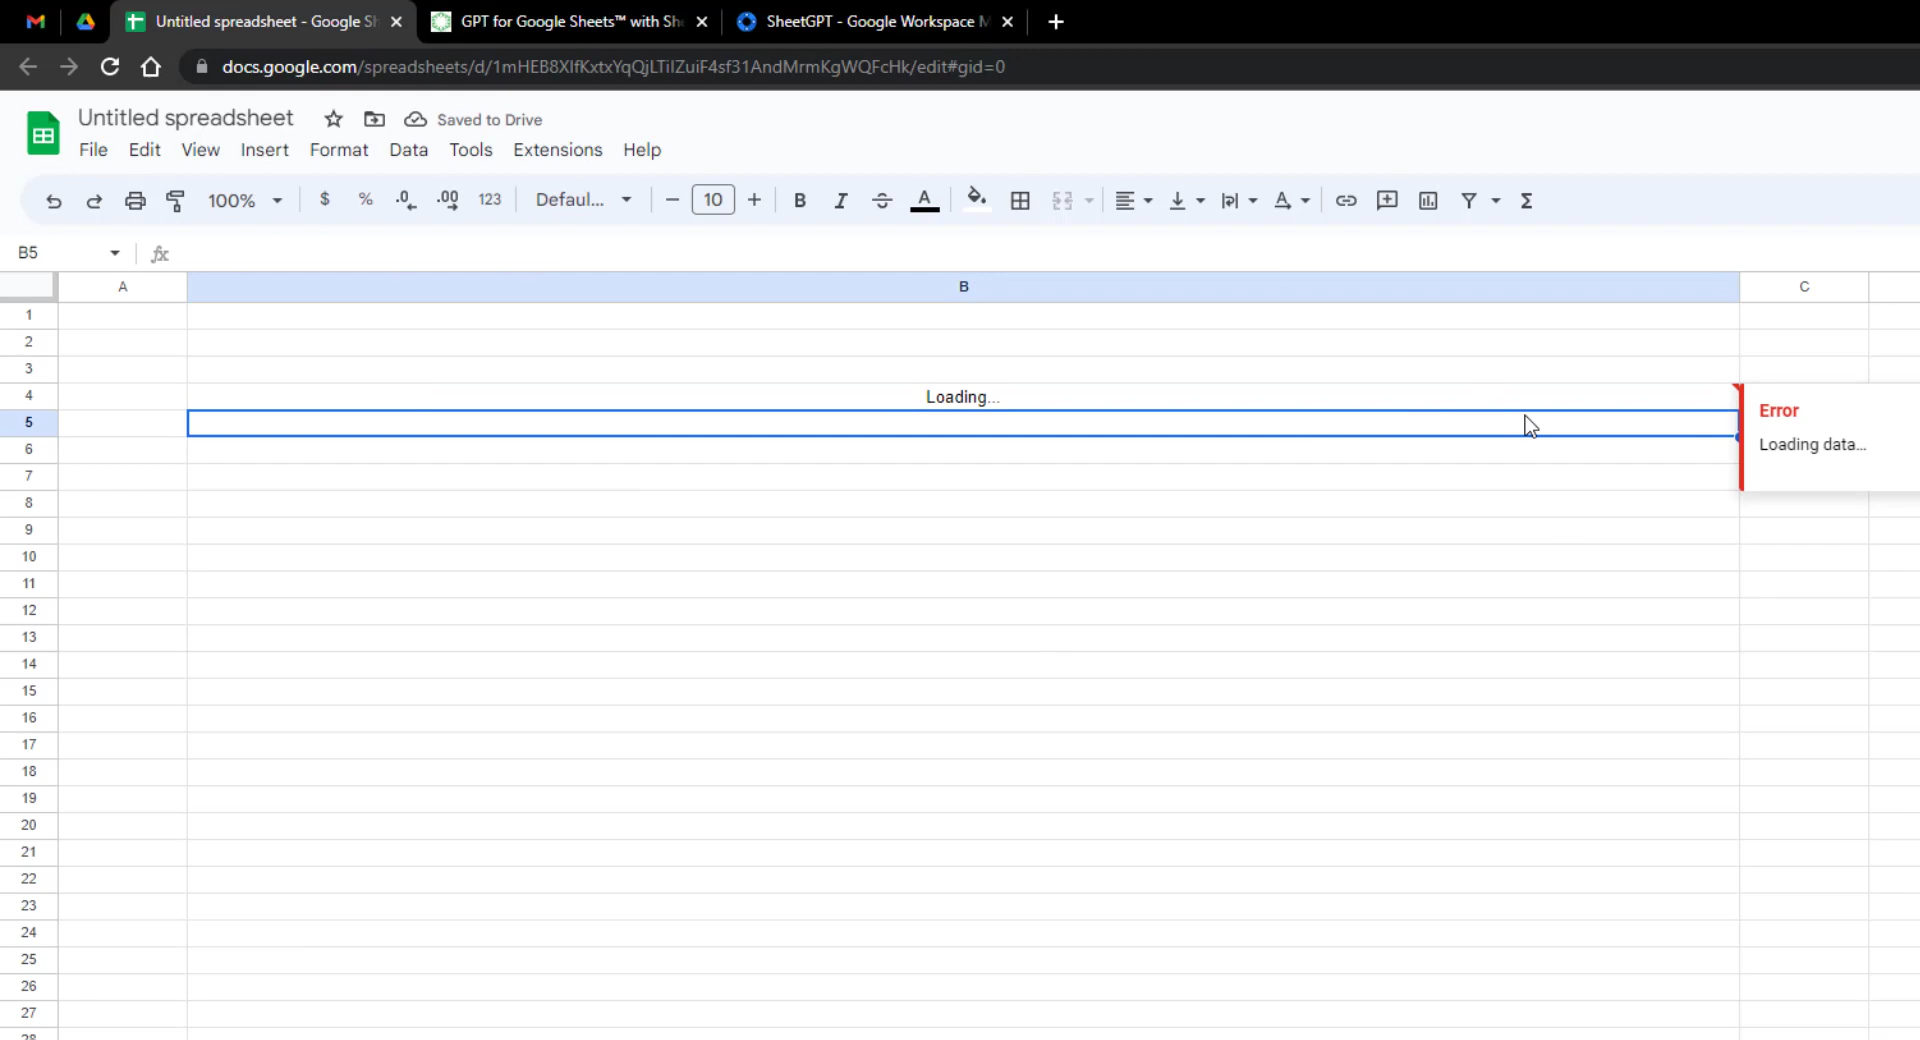 Untitled spreadsheet - Google Sh
GPT for Google Sheets™ with She
SheetGPT - Google Workspace M
docs.google.com/spreadsheets/d/1mHEB8XIfKxtxYqQjLTiIZuiF4sf31AndMrmKgWQFcHk/edit#gid=0
Untitled spreadsheet
Saved to Drive
File Edit View Insert Format Data Tools Extensions Help
100% $ % .0 .00 123 Defaul... 10 B I S A Σ
B5 fx
A B C
1
2
3
4 Loading...
5
Error
Loading data...
6
7
8
9
10
11
12
13
14
15
16
17
18
19
20
21
22
23
24
25
26
27
28